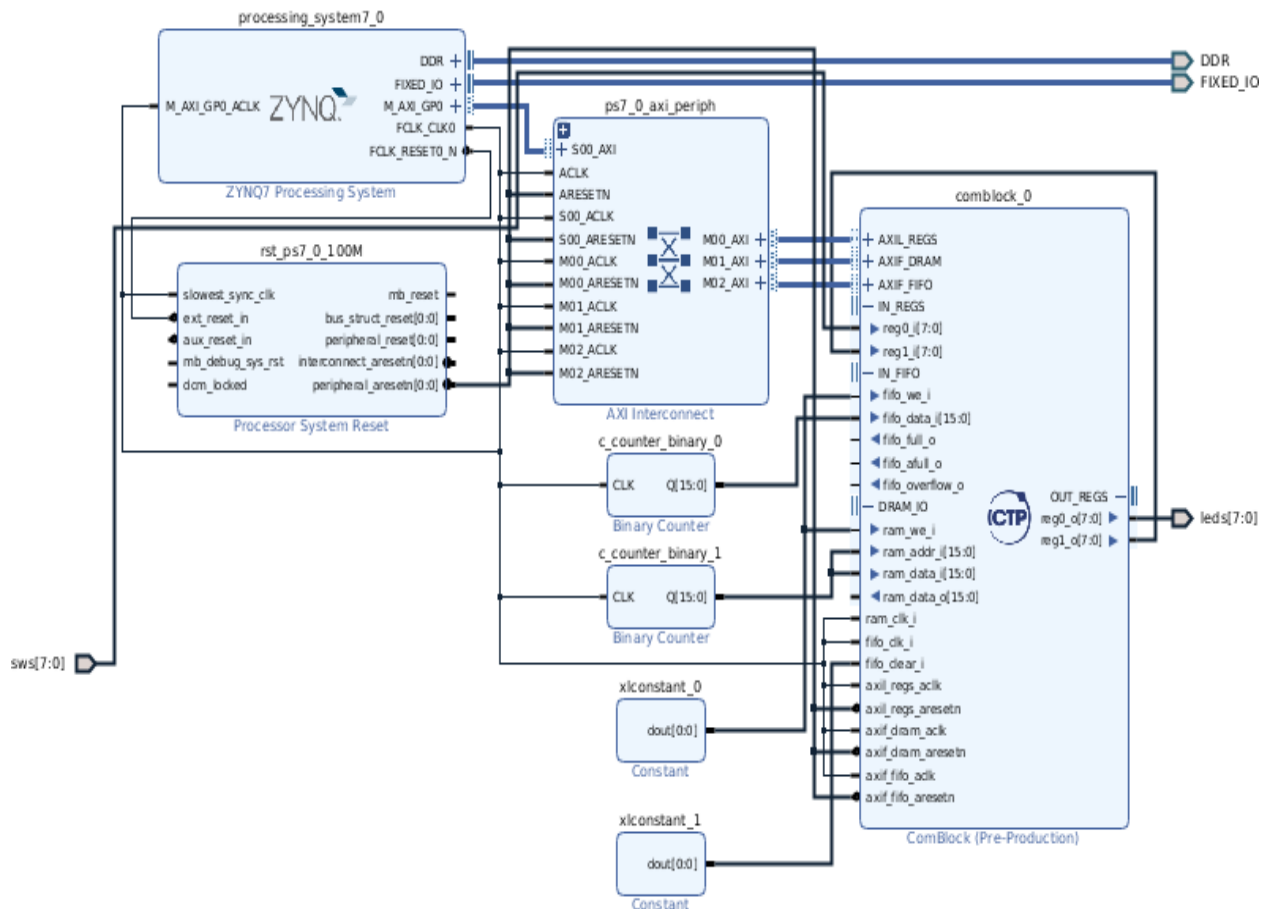 processing_system7_0
M_AXI_GP0_ACLK
ZYNQ
DDR
FIXED_IO
M_AXI_GP0
FCLK_CLK0
FCLK_RESET0_N
ZYNQ7 Processing System
DDR
FIXED_IO
rst_ps7_0_100M
slowest_sync_clk
ext_reset_in
aux_reset_in
mb_debug_sys_rst
dcm_locked
mb_reset
bus_struct_reset[0:0]
peripheral_reset[0:0]
interconnect_aresetn[0:0]
peripheral_aresetn[0:0]
Processor System Reset
ps7_0_axi_periph
S00_AXI
ACLK
ARESETN
S00_ACLK
S00_ARESETN
M00_ACLK
M00_ARESETN
M01_ACLK
M01_ARESETN
M02_ACLK
M02_ARESETN
M00_AXI
M01_AXI
M02_AXI
AXI Interconnect
c_counter_binary_0
CLK Q[15:0]
Binary Counter
c_counter_binary_1
CLK Q[15:0]
Binary Counter
sws[7:0]
xlconstant_0
dout[0:0]
Constant
xlconstant_1
dout[0:0]
Constant
comblock_0
AXIL_REGS
AXIF_DRAM
AXIF_FIFO
IN_REGS
reg0_i[7:0]
reg1_i[7:0]
IN_FIFO
fifo_we_i
fifo_data_i[15:0]
fifo_full_o
fifo_afull_o
fifo_overflow_o
DRAM_IO
ram_we_i
ram_addr_i[15:0]
ram_data_i[15:0]
ram_data_o[15:0]
ram_clk_i
fifo_clk_i
fifo_clear_i
axil_regs_aclk
axil_regs_aresetn
axif_dram_aclk
axif_dram_aresetn
axif_fifo_aclk
axif_fifo_aresetn
ICTP
OUT_REGS
reg0_o[7:0]
reg1_o[7:0]
ComBlock (Pre-Production)
leds[7:0]